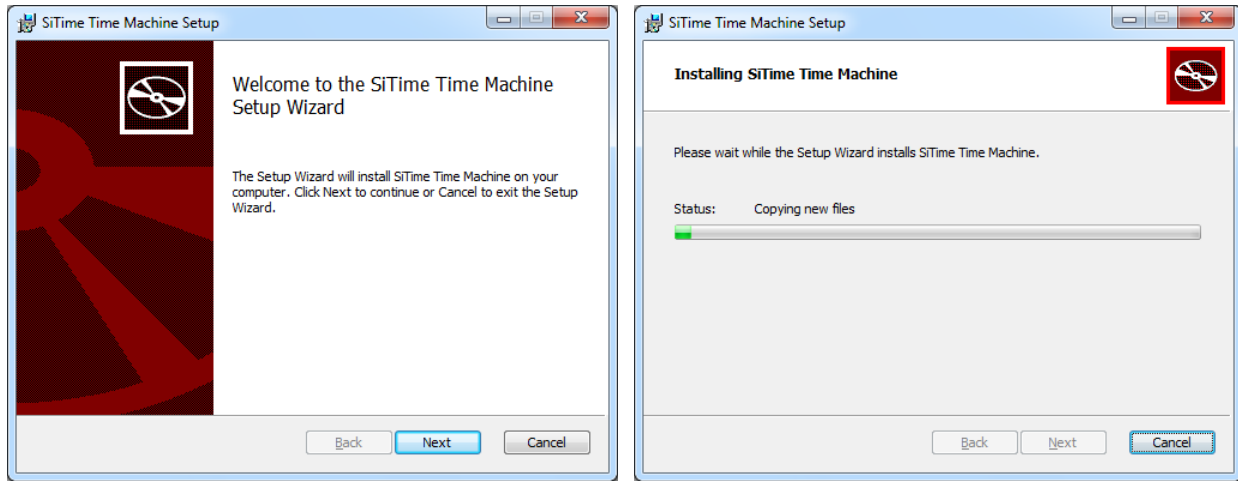 SiTime Time Machine Setup
Welcome to the SiTime Time Machine
Setup Wizard
The Setup Wizard will install SiTime Time Machine on your
computer. Click Next to continue or Cancel to exit the Setup
Wizard.
Back Next Cancel
SiTime Time Machine Setup
Installing SiTime Time Machine
Please wait while the Setup Wizard installs SiTime Time Machine.
Status: Copying new files
Back Next Cancel